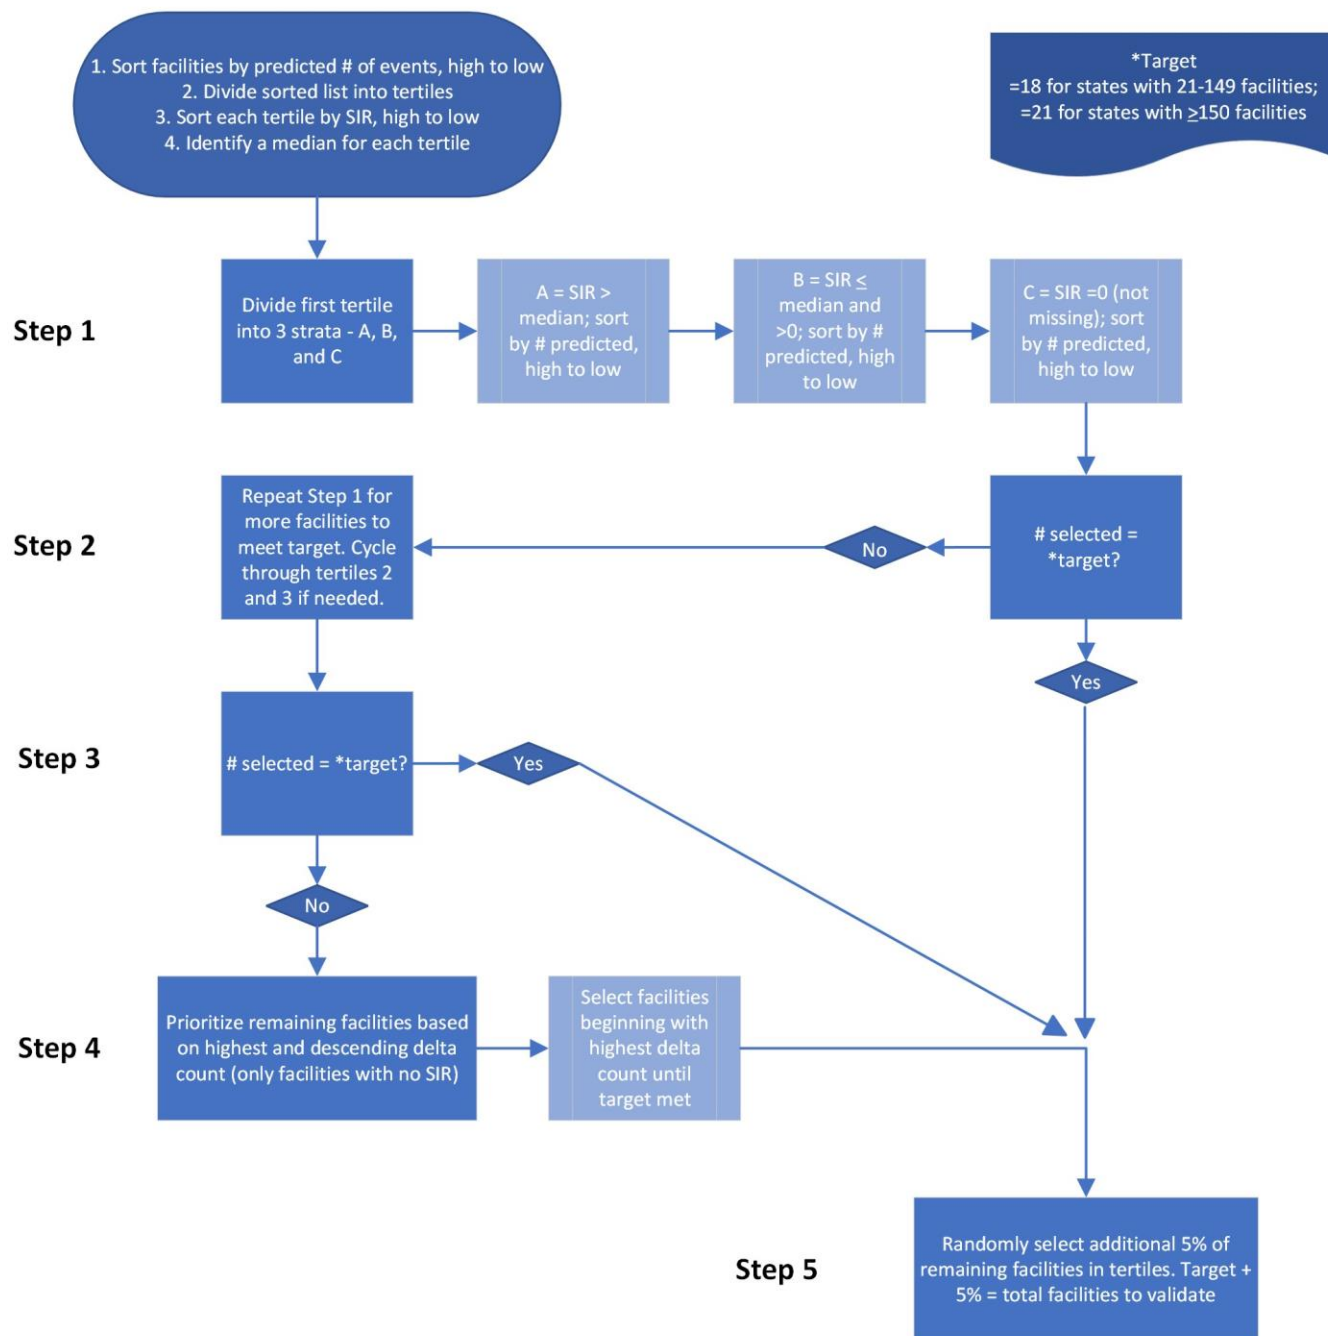 1. Sort facilities by predicted # of events, high to low
2. Divide sorted list into tertiles
3. Sort each tertile by SIR, high to low
4. Identify a median for each tertile
*Target
=18 for states with 21-149 facilities;
=21 for states with ≥150 facilities
Step 1
Divide first tertile
into 3 strata - A, B,
and C
A = SIR >
median; sort
by # predicted,
high to low
B = SIR ≤
median and
>0; sort by #
predicted, high
to low
C = SIR =0 (not
missing); sort
by # predicted,
high to low
Step 2
Repeat Step 1 for
more facilities to
meet target. Cycle
through tertiles 2
and 3 if needed.
No
# selected =
*target?
Yes
Step 3
# selected = *target?
Yes
No
Step 4
Prioritize remaining facilities based
on highest and descending delta
count (only facilities with no SIR)
Select facilities
beginning with
highest delta
count until
target met
Step 5
Randomly select additional 5% of
remaining facilities in tertiles. Target +
5% = total facilities to validate